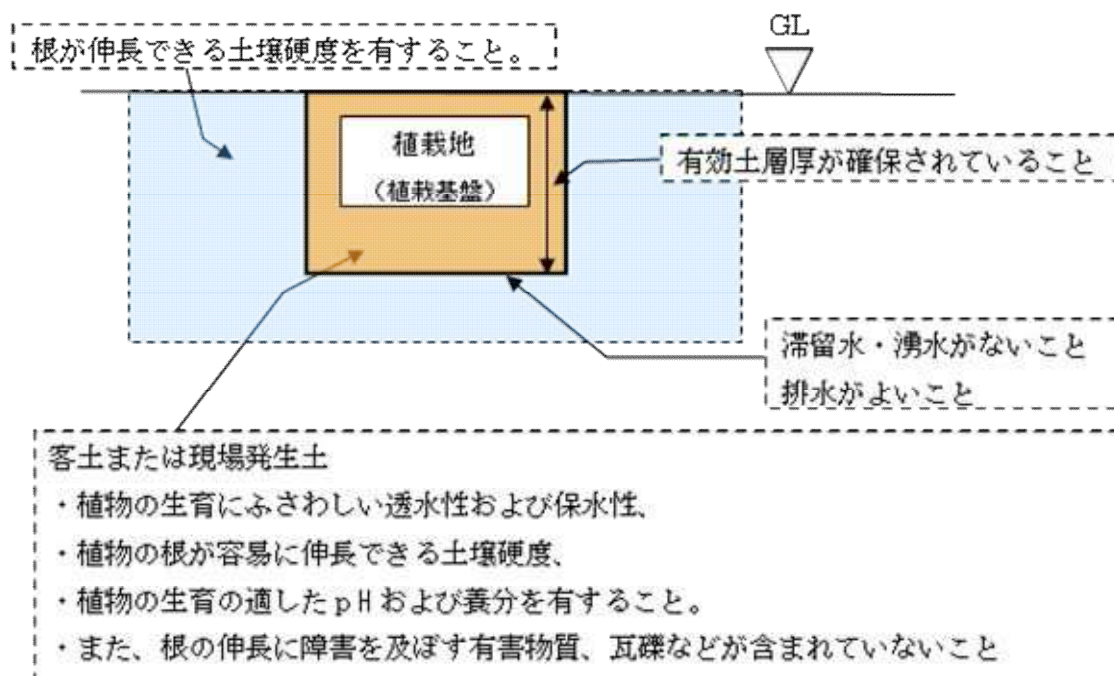 GL
根が伸長できる土壌硬度を有すること。
植栽地
（植栽基盤）
有効土層厚が確保されていること
滞留水・湧水がないこと
排水がよいこと
客土または現場発生土
・植物の生育にふさわしい透水性および保水性、
・植物の根が容易に伸長できる土壌硬度、
・植物の生育の適したｐＨおよび養分を有すること。
・また、根の伸長に障害を及ぼす有害物質、瓦礫などが含まれていないこと